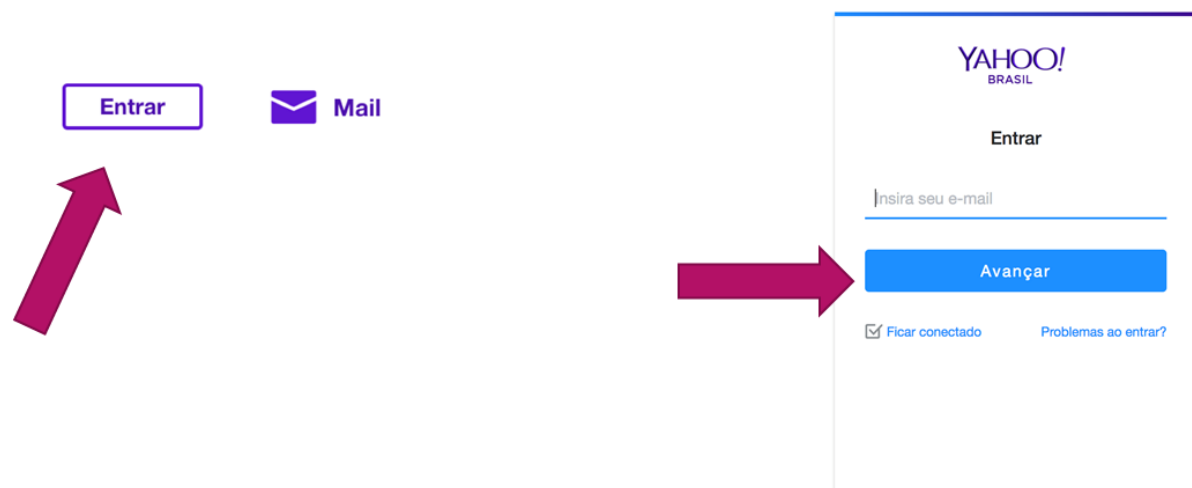 Entrar
Mail
YAHOO!
BRASIL
Entrar
Insira seu e-mail
Avançar
Ficar conectado
Problemas ao entrar?